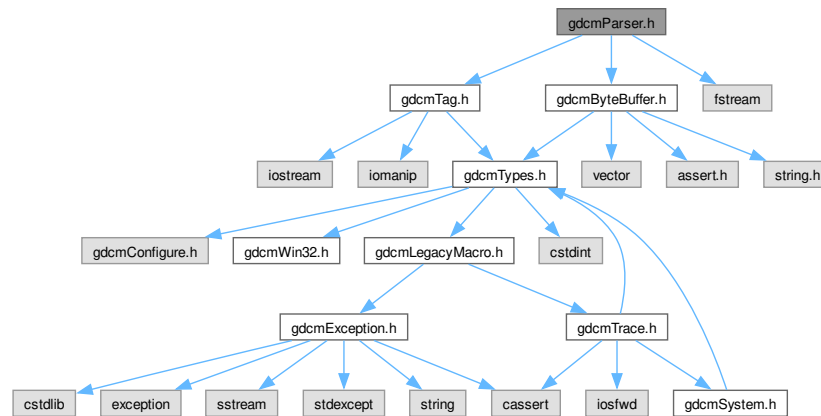 gdcmParser.h
gdcmTag.h
gdcmByteBuffer.h
fstream
iostream
iomanip
gdcmTypes.h
vector
assert.h
string.h
gdcmConfigure.h
gdcmWin32.h
gdcmLegacyMacro.h
cstdint
gdcmException.h
gdcmTrace.h
cstdlib
exception
sstream
stdexcept
string
cassert
iosfwd
gdcmSystem.h